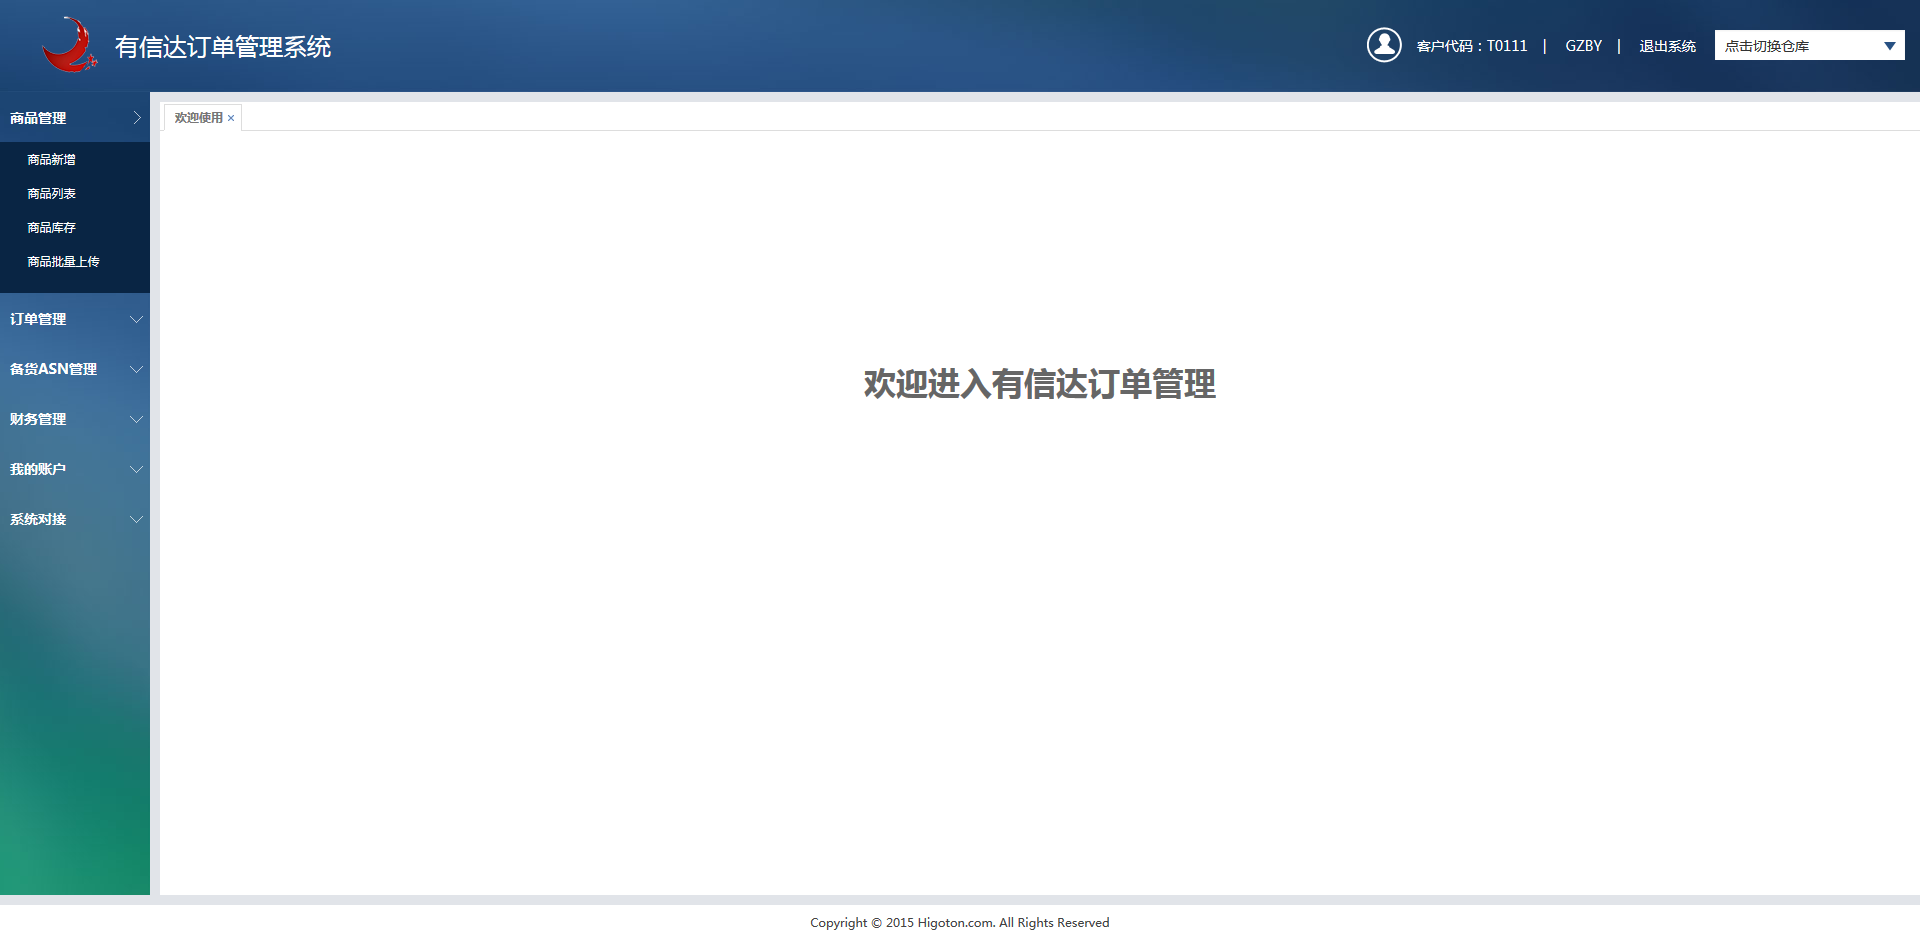 有信达订单管理系统
客户代码：T0111 | GZBY | 退出系统 点击切换仓库
商品管理
欢迎使用 ×
商品新增
商品列表
商品库存
商品批量上传
订单管理
备货ASN管理
财务管理
我的账户
系统对接
欢迎进入有信达订单管理
Copyright © 2015 Higoton.com. All Rights Reserved